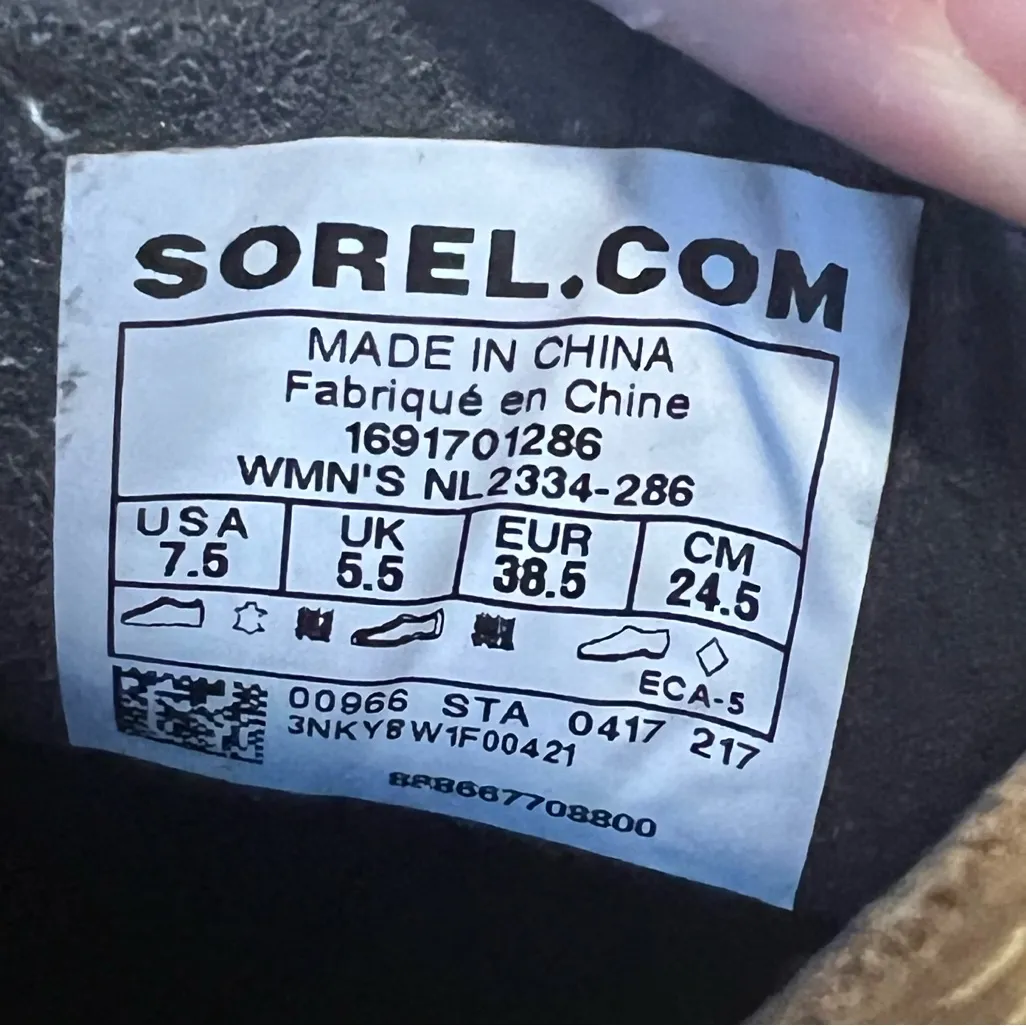 SOREL.COM
MADE IN CHINA
Fabriqué en Chine
1691701286
WMN'S NL2334-286
USA UK EUR CM
7.5 5.5 38.5 24.5
ECA-5
00966 STA 0417 217
3NKY8W1F00421
888667708800